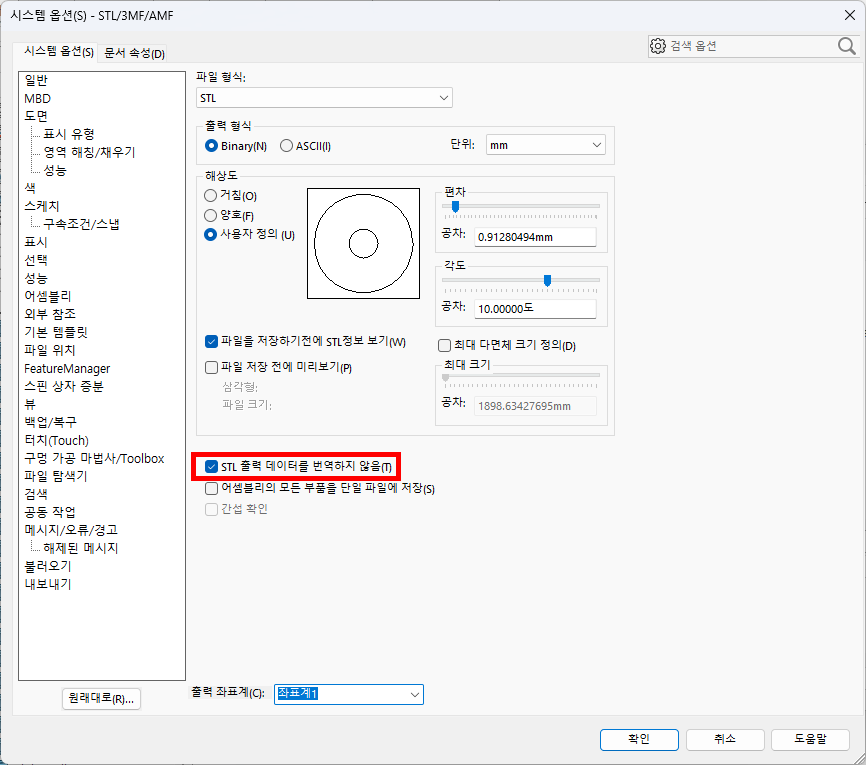 시스템 옵션(S) - STL/3MF/AMF
시스템 옵션(S)
문서 속성(D)
검색 옵션
일반
MBD
도면
표시 유형
영역 해칭/채우기
성능
색
스케치
구속조건/스냅
표시
선택
성능
어셈블리
외부 참조
기본 템플릿
파일 위치
FeatureManager
스핀 상자 증분
뷰
백업/복구
터치(Touch)
구멍 가공 마법사/Toolbox
파일 탐색기
검색
공동 작업
메시지/오류/경고
해제된 메시지
불러오기
내보내기
원래대로(R)...
파일 형식:
STL
출력 형식
Binary(N)
ASCII(I)
단위:
mm
해상도
거침(O)
양호(F)
사용자 정의 (U)
편차
공차:
0.91280494mm
각도
공차:
10.00000도
파일을 저장하기전에 STL정보 보기(W)
파일 저장 전에 미리보기(P)
삼각형:
파일 크기:
최대 다면체 크기 정의(D)
최대 크기
공차:
1898.63427695mm
STL 출력 데이터를 번역하지 않음(T)
어셈블리의 모든 부품을 단일 파일에 저장(S)
간섭 확인
출력 좌표계(C):
좌표계1
확인
취소
도움말